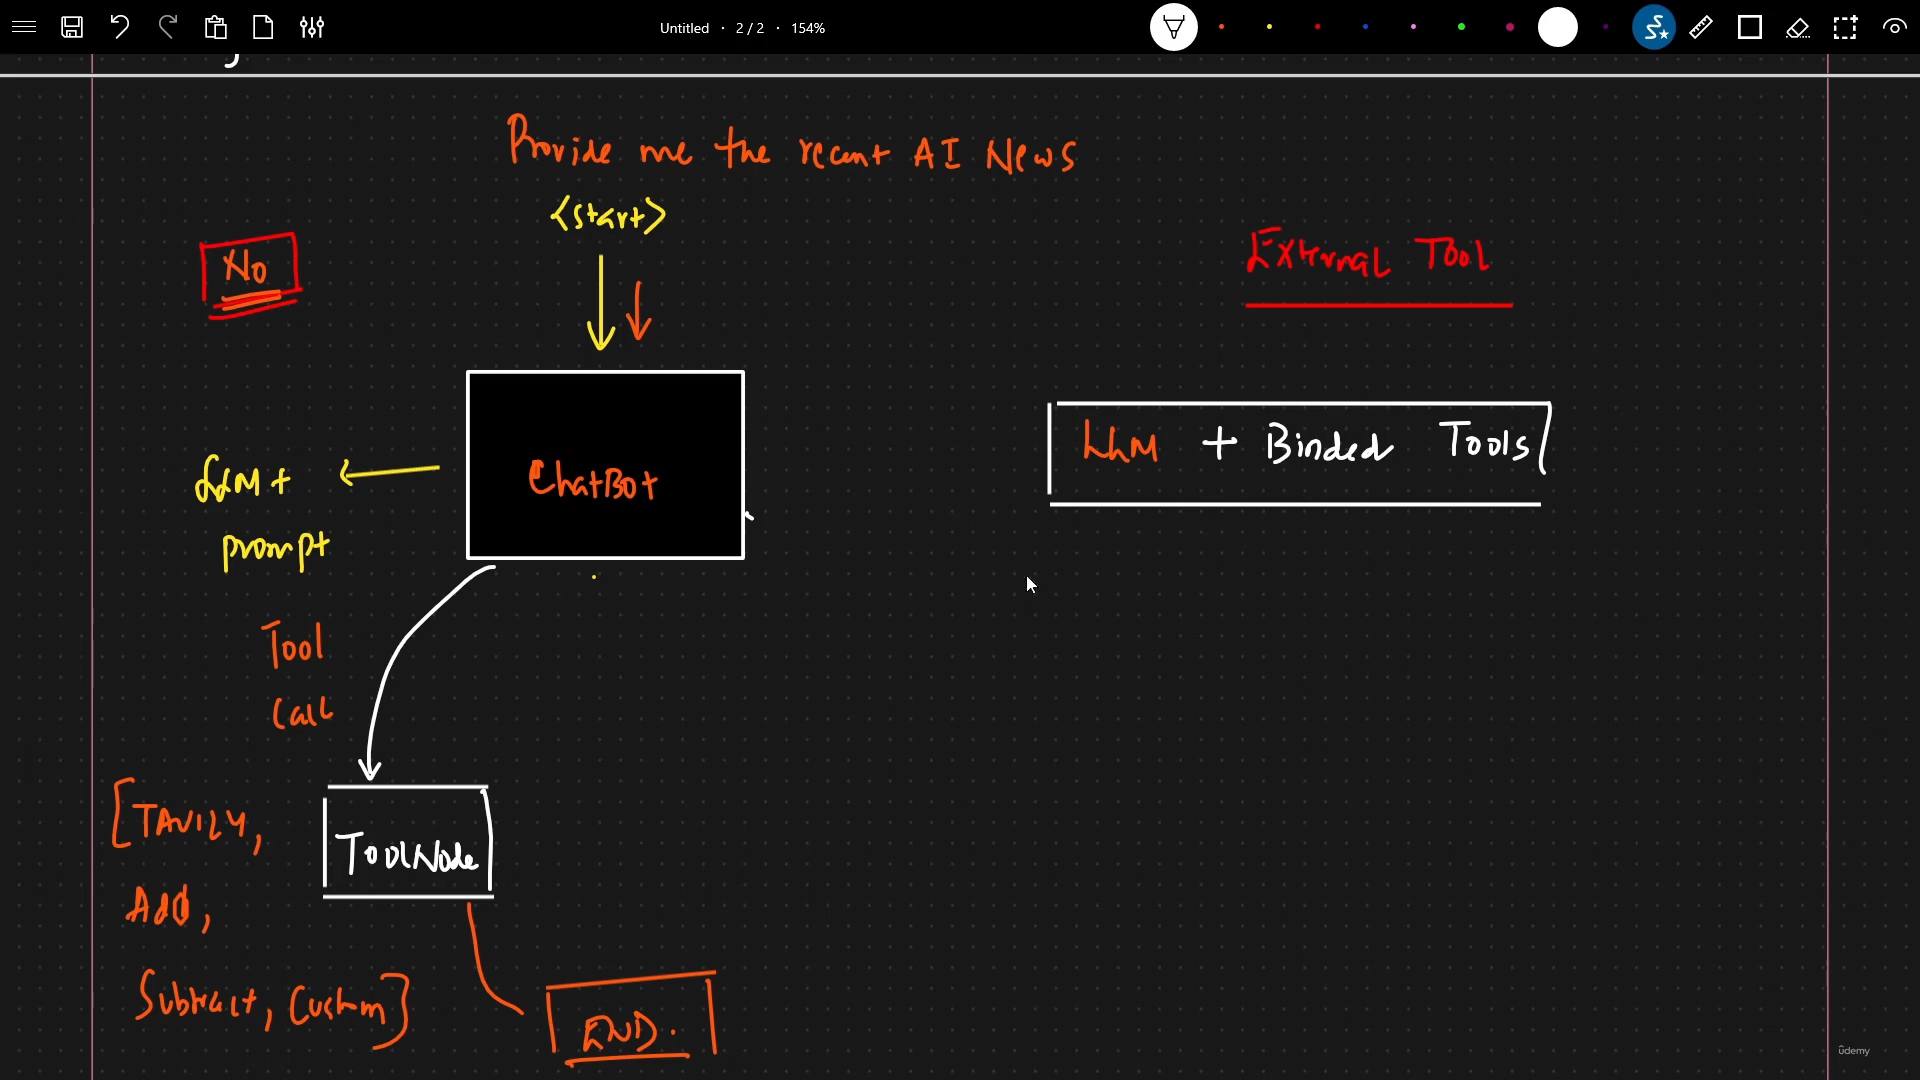 Untitled · 2 / 2 · 154%
Provide me the recent AI News
<start>
No
External Tool
LLM + Binded Tools
ChatBot
LLM +
prompt
Tool
Call
[TAVILY,
Add,
Subtract, Custom]
ToolNode
END.
ûdemy